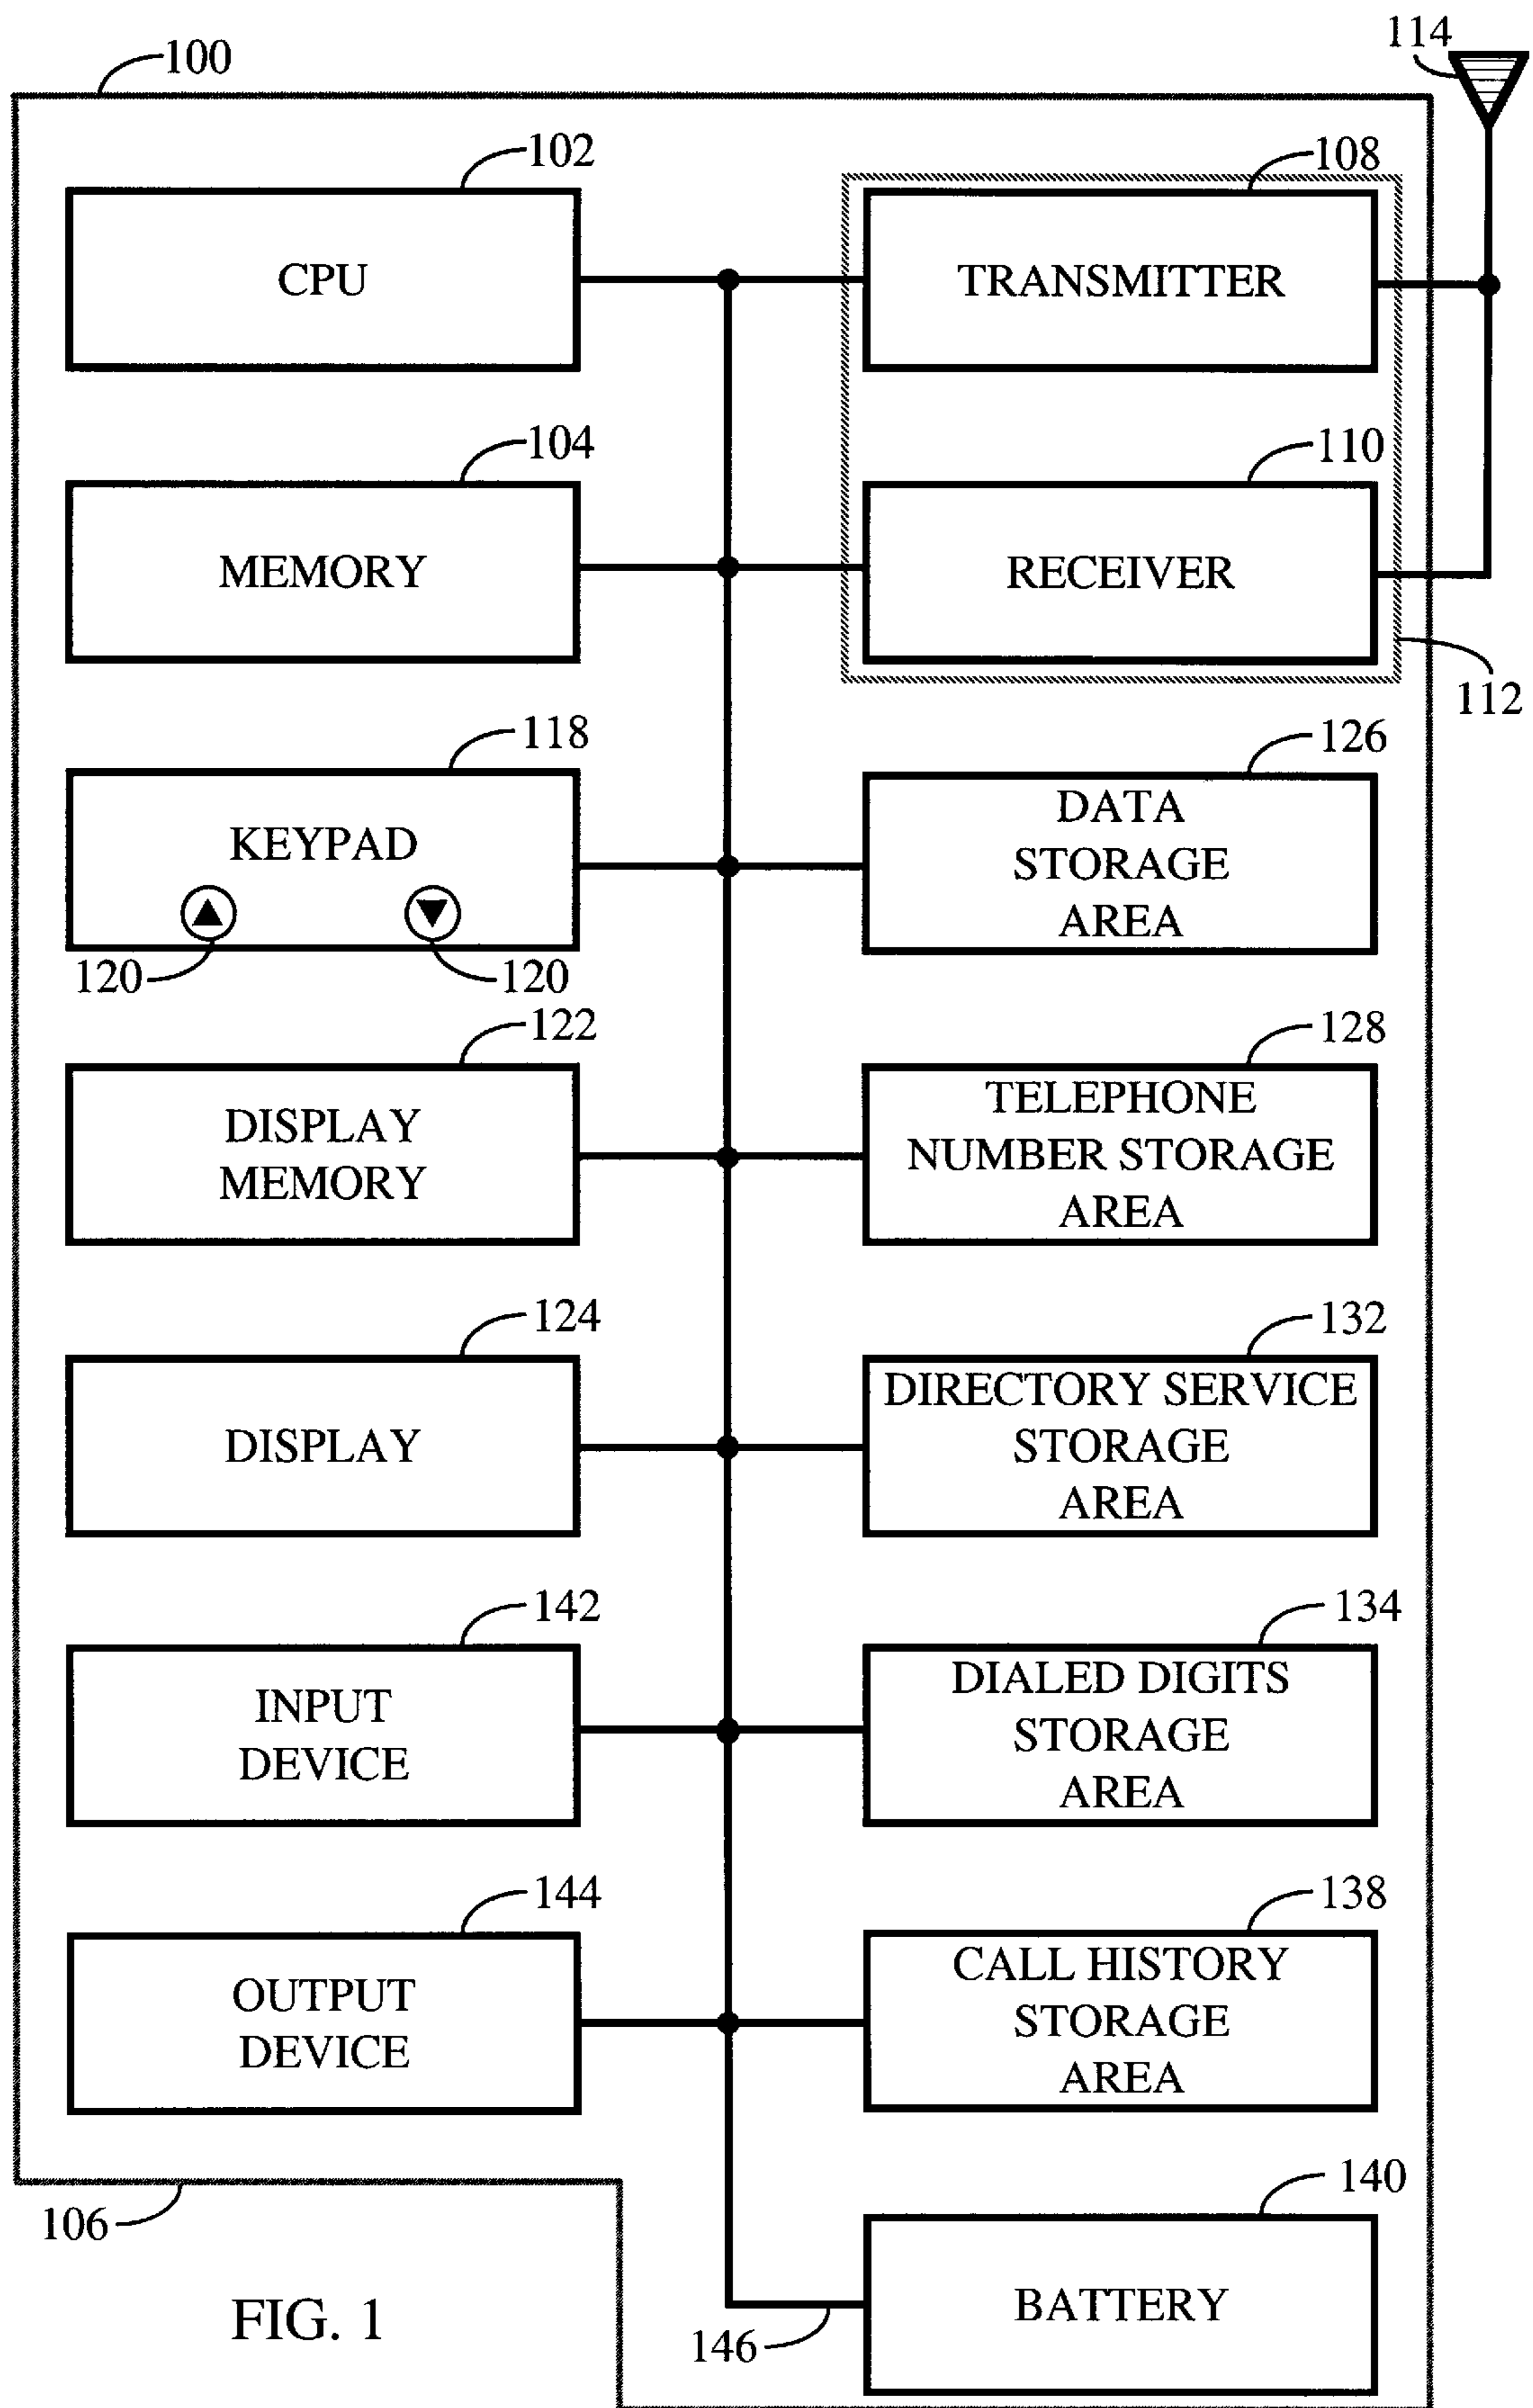 114
100
102
CPU
108
TRANSMITTER
104
MEMORY
110
RECEIVER
112
118
KEYPAD
120
120
126
DATA
STORAGE
AREA
122
DISPLAY
MEMORY
128
TELEPHONE
NUMBER STORAGE
AREA
124
DISPLAY
132
DIRECTORY SERVICE
STORAGE
AREA
142
INPUT
DEVICE
134
DIALED DIGITS
STORAGE
AREA
144
OUTPUT
DEVICE
138
CALL HISTORY
STORAGE
AREA
106
140
BATTERY
146
FIG. 1